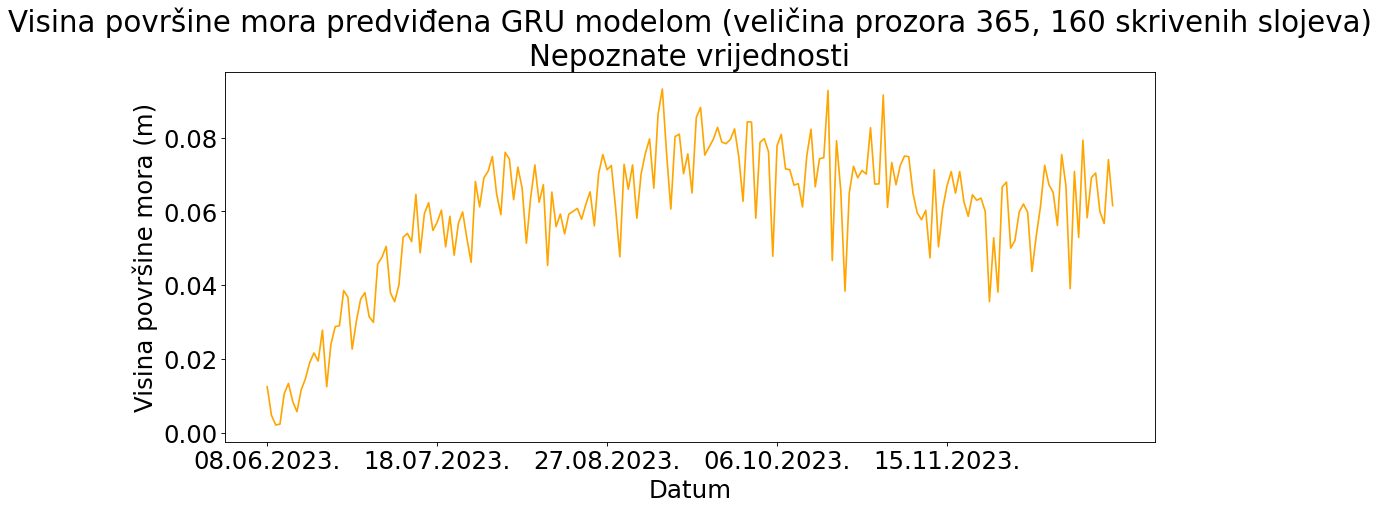 Visina površine mora predviđena GRU modelom (veličina prozora 365, 160 skrivenih slojeva)
Nepoznate vrijednosti
Visina površine mora (m)
0.08
0.06
0.04
0.02
0.00
08.06.2023. 18.07.2023. 27.08.2023. 06.10.2023. 15.11.2023.
Datum